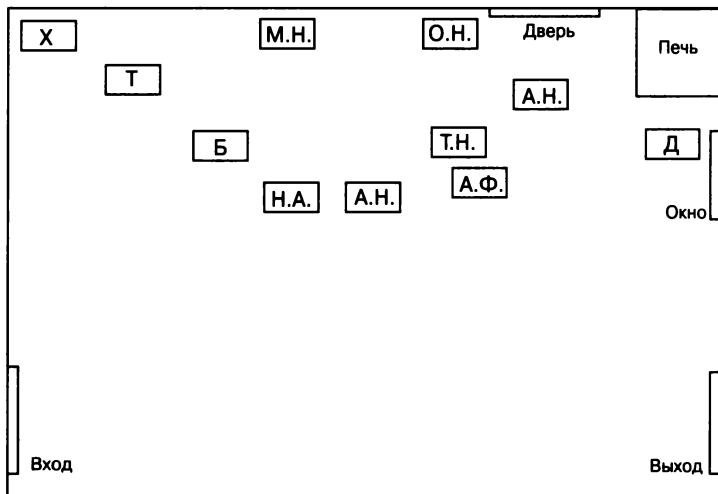 Х
М.Н.
О.Н.
Дверь
Печь
Т
А.Н.
Б
Т.Н.
Д
Н.А.
А.Н.
А.Ф.
Окно
Вход
Выход